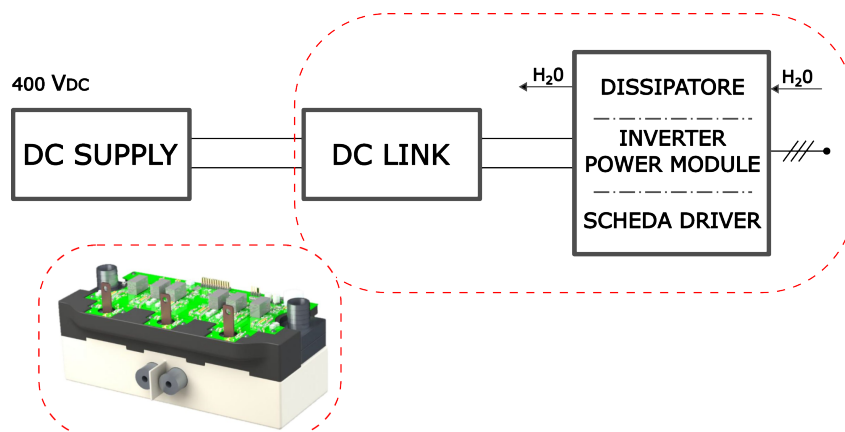 400 VDC
DC SUPPLY
DC LINK
H20
DISSIPATORE
H20
INVERTER
POWER MODULE
SCHEDA DRIVER